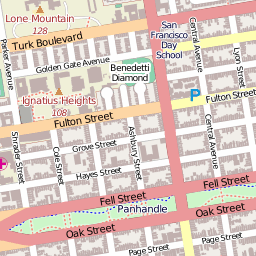 Lone Mountain
128
Turk Boulevard
San
Francisco
Day
School
Parker Avenue
Golden Gate Avenue
Lyon Street
Benedetti
Diamond
Central Avenue
Ignatius Heights
108
P
Fulton Street
Fulton Street
Shrader Street
Cole Street
Grove Street
Ashbury Street
Central Avenue
Hayes Street
Fell Street
Fell Street
Panhandle
Oak Street
Oak Street
Page Street
Page Street